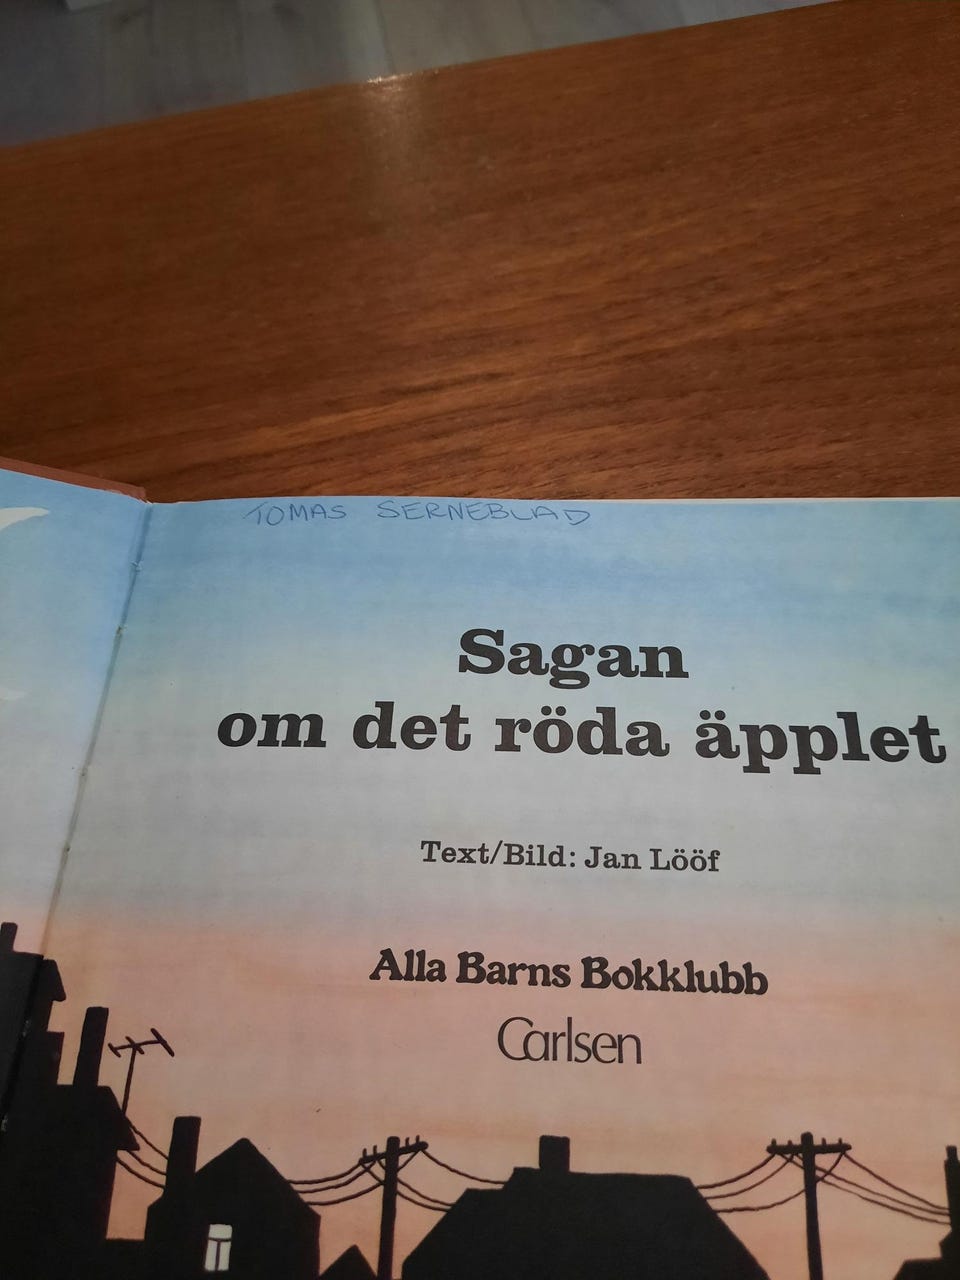 TOMAS SERNEBLAD
Sagan
om det röda äpplet
Text/Bild: Jan Lööf
Alla Barns Bokklubb
Carlsen